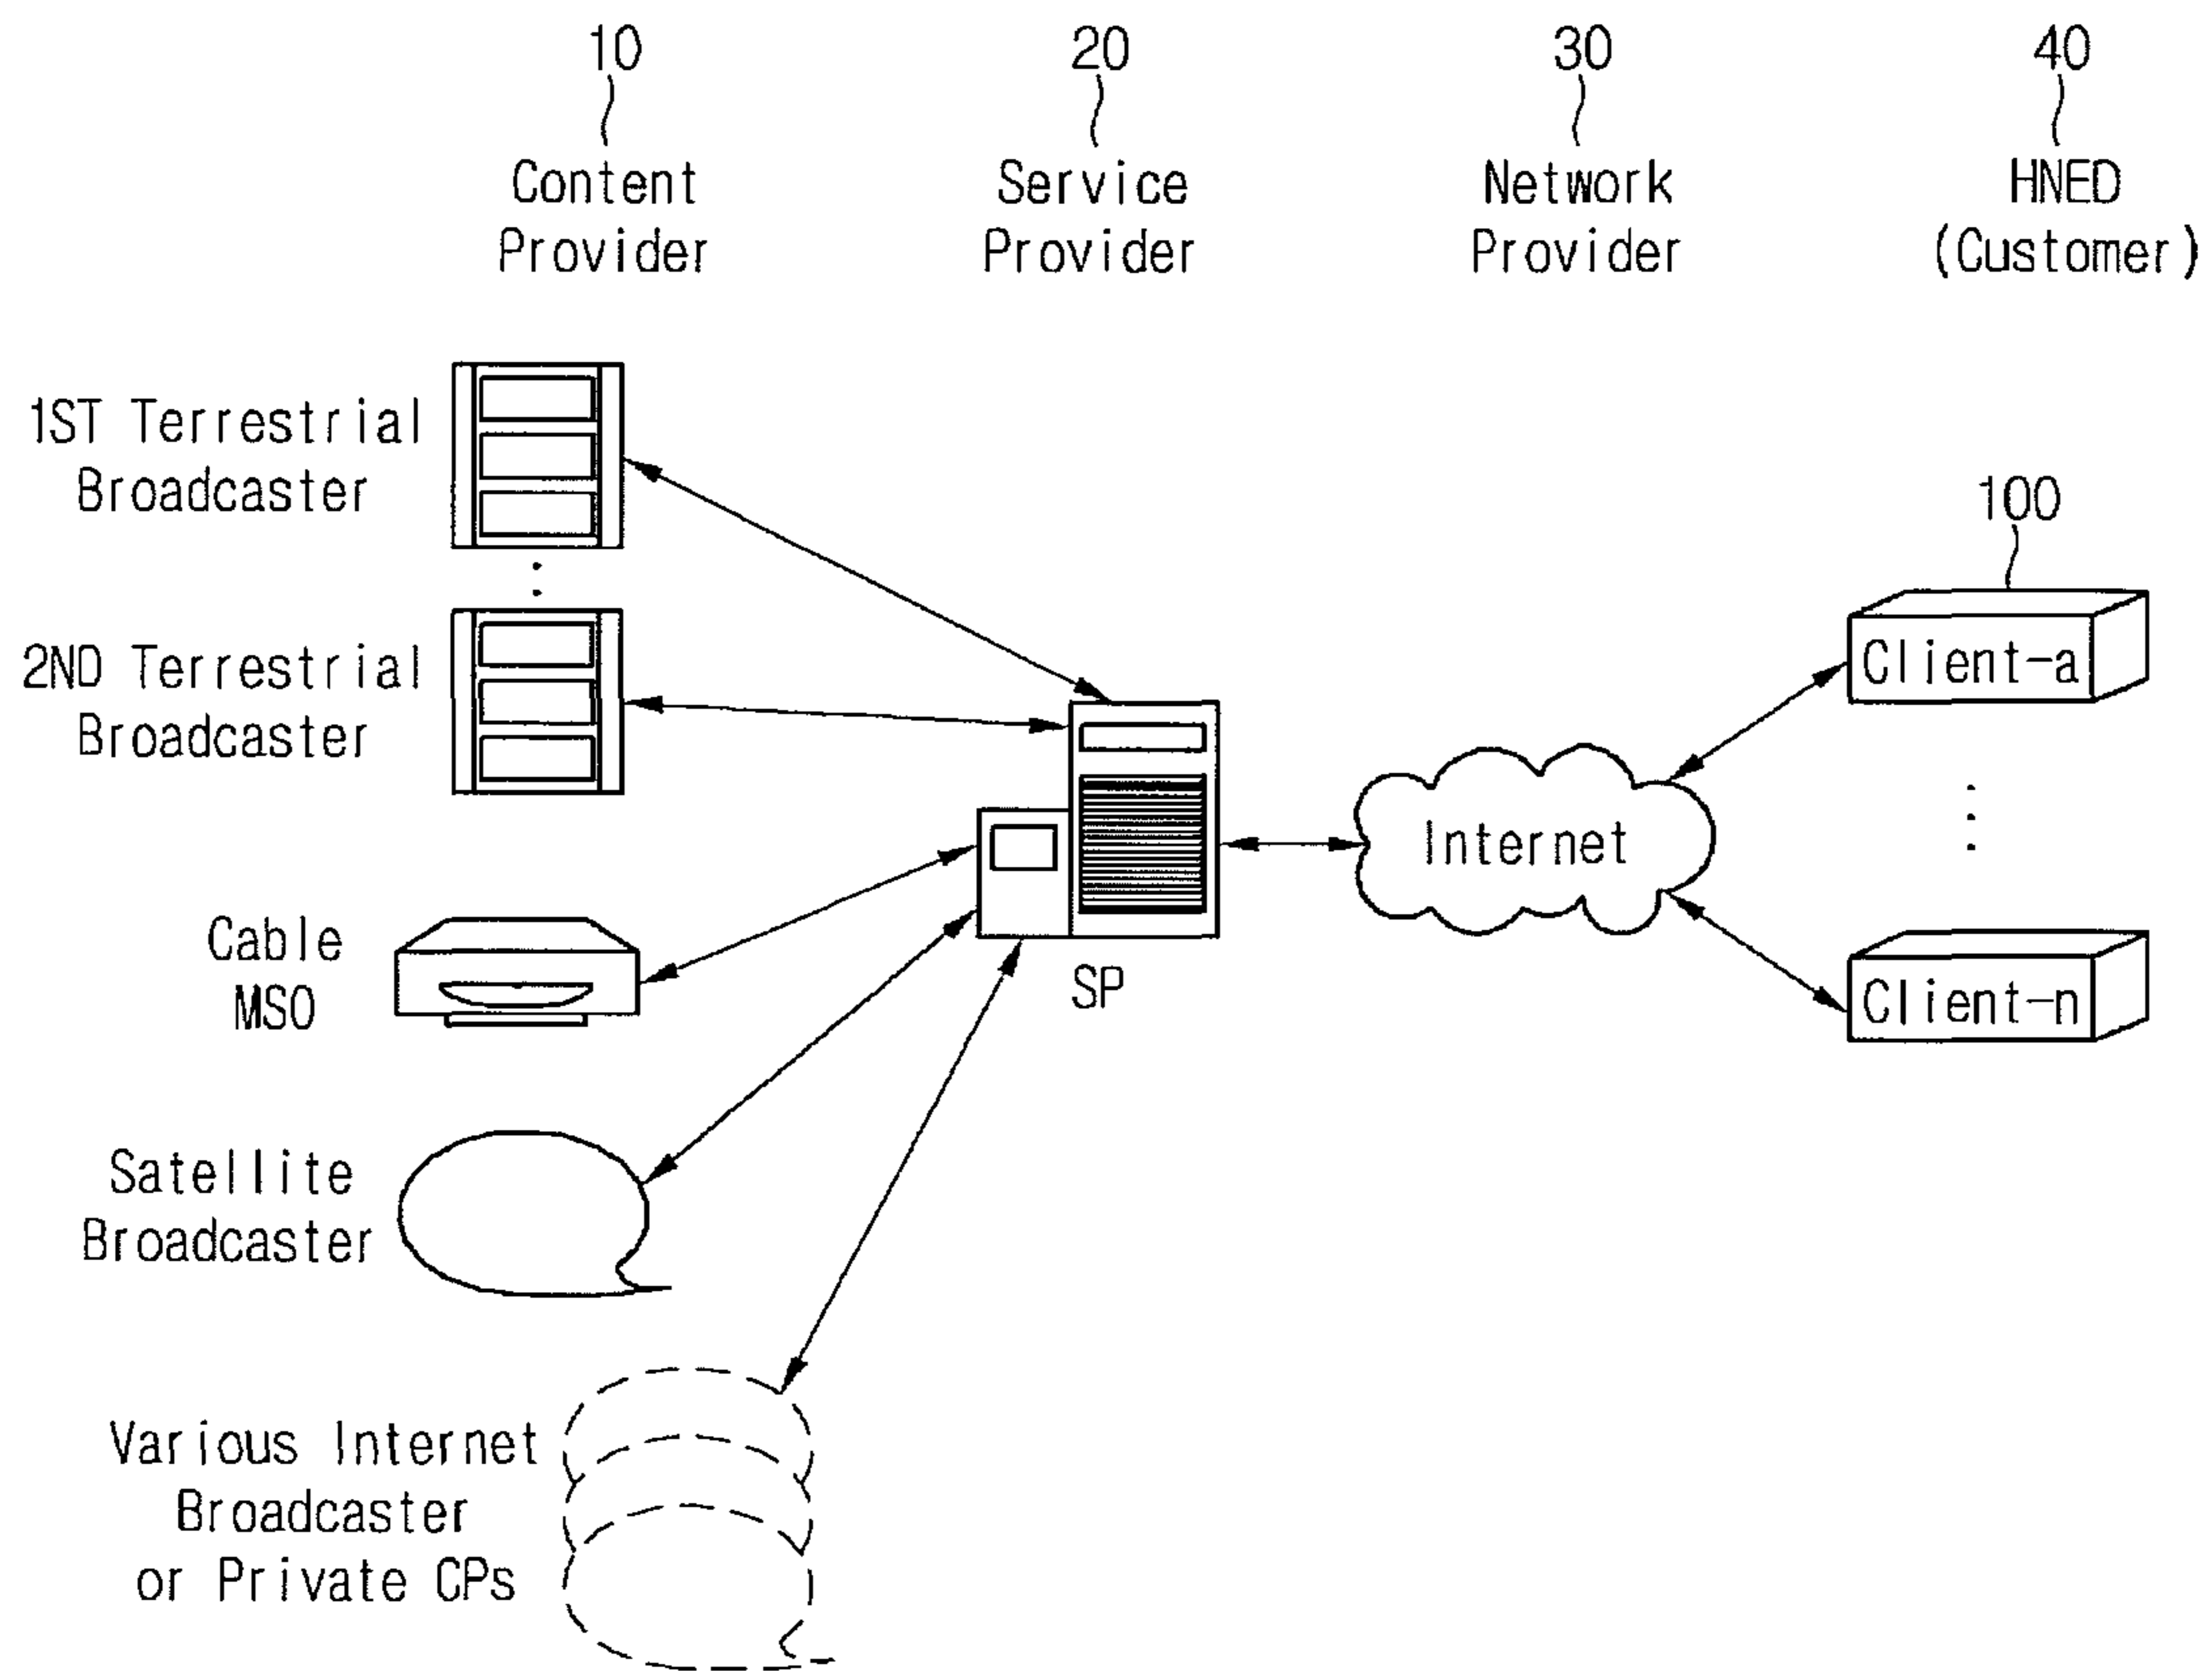 10
20
30
40
Content
Provider
Service
Provider
Network
Provider
HNED
(Customer)
1ST Terrestrial
Broadcaster
100
2ND Terrestrial
Broadcaster
Client-a
Internet
Cable
MSO
SP
Client-n
Satellite
Broadcaster
Various Internet
Broadcaster
or Private CPs